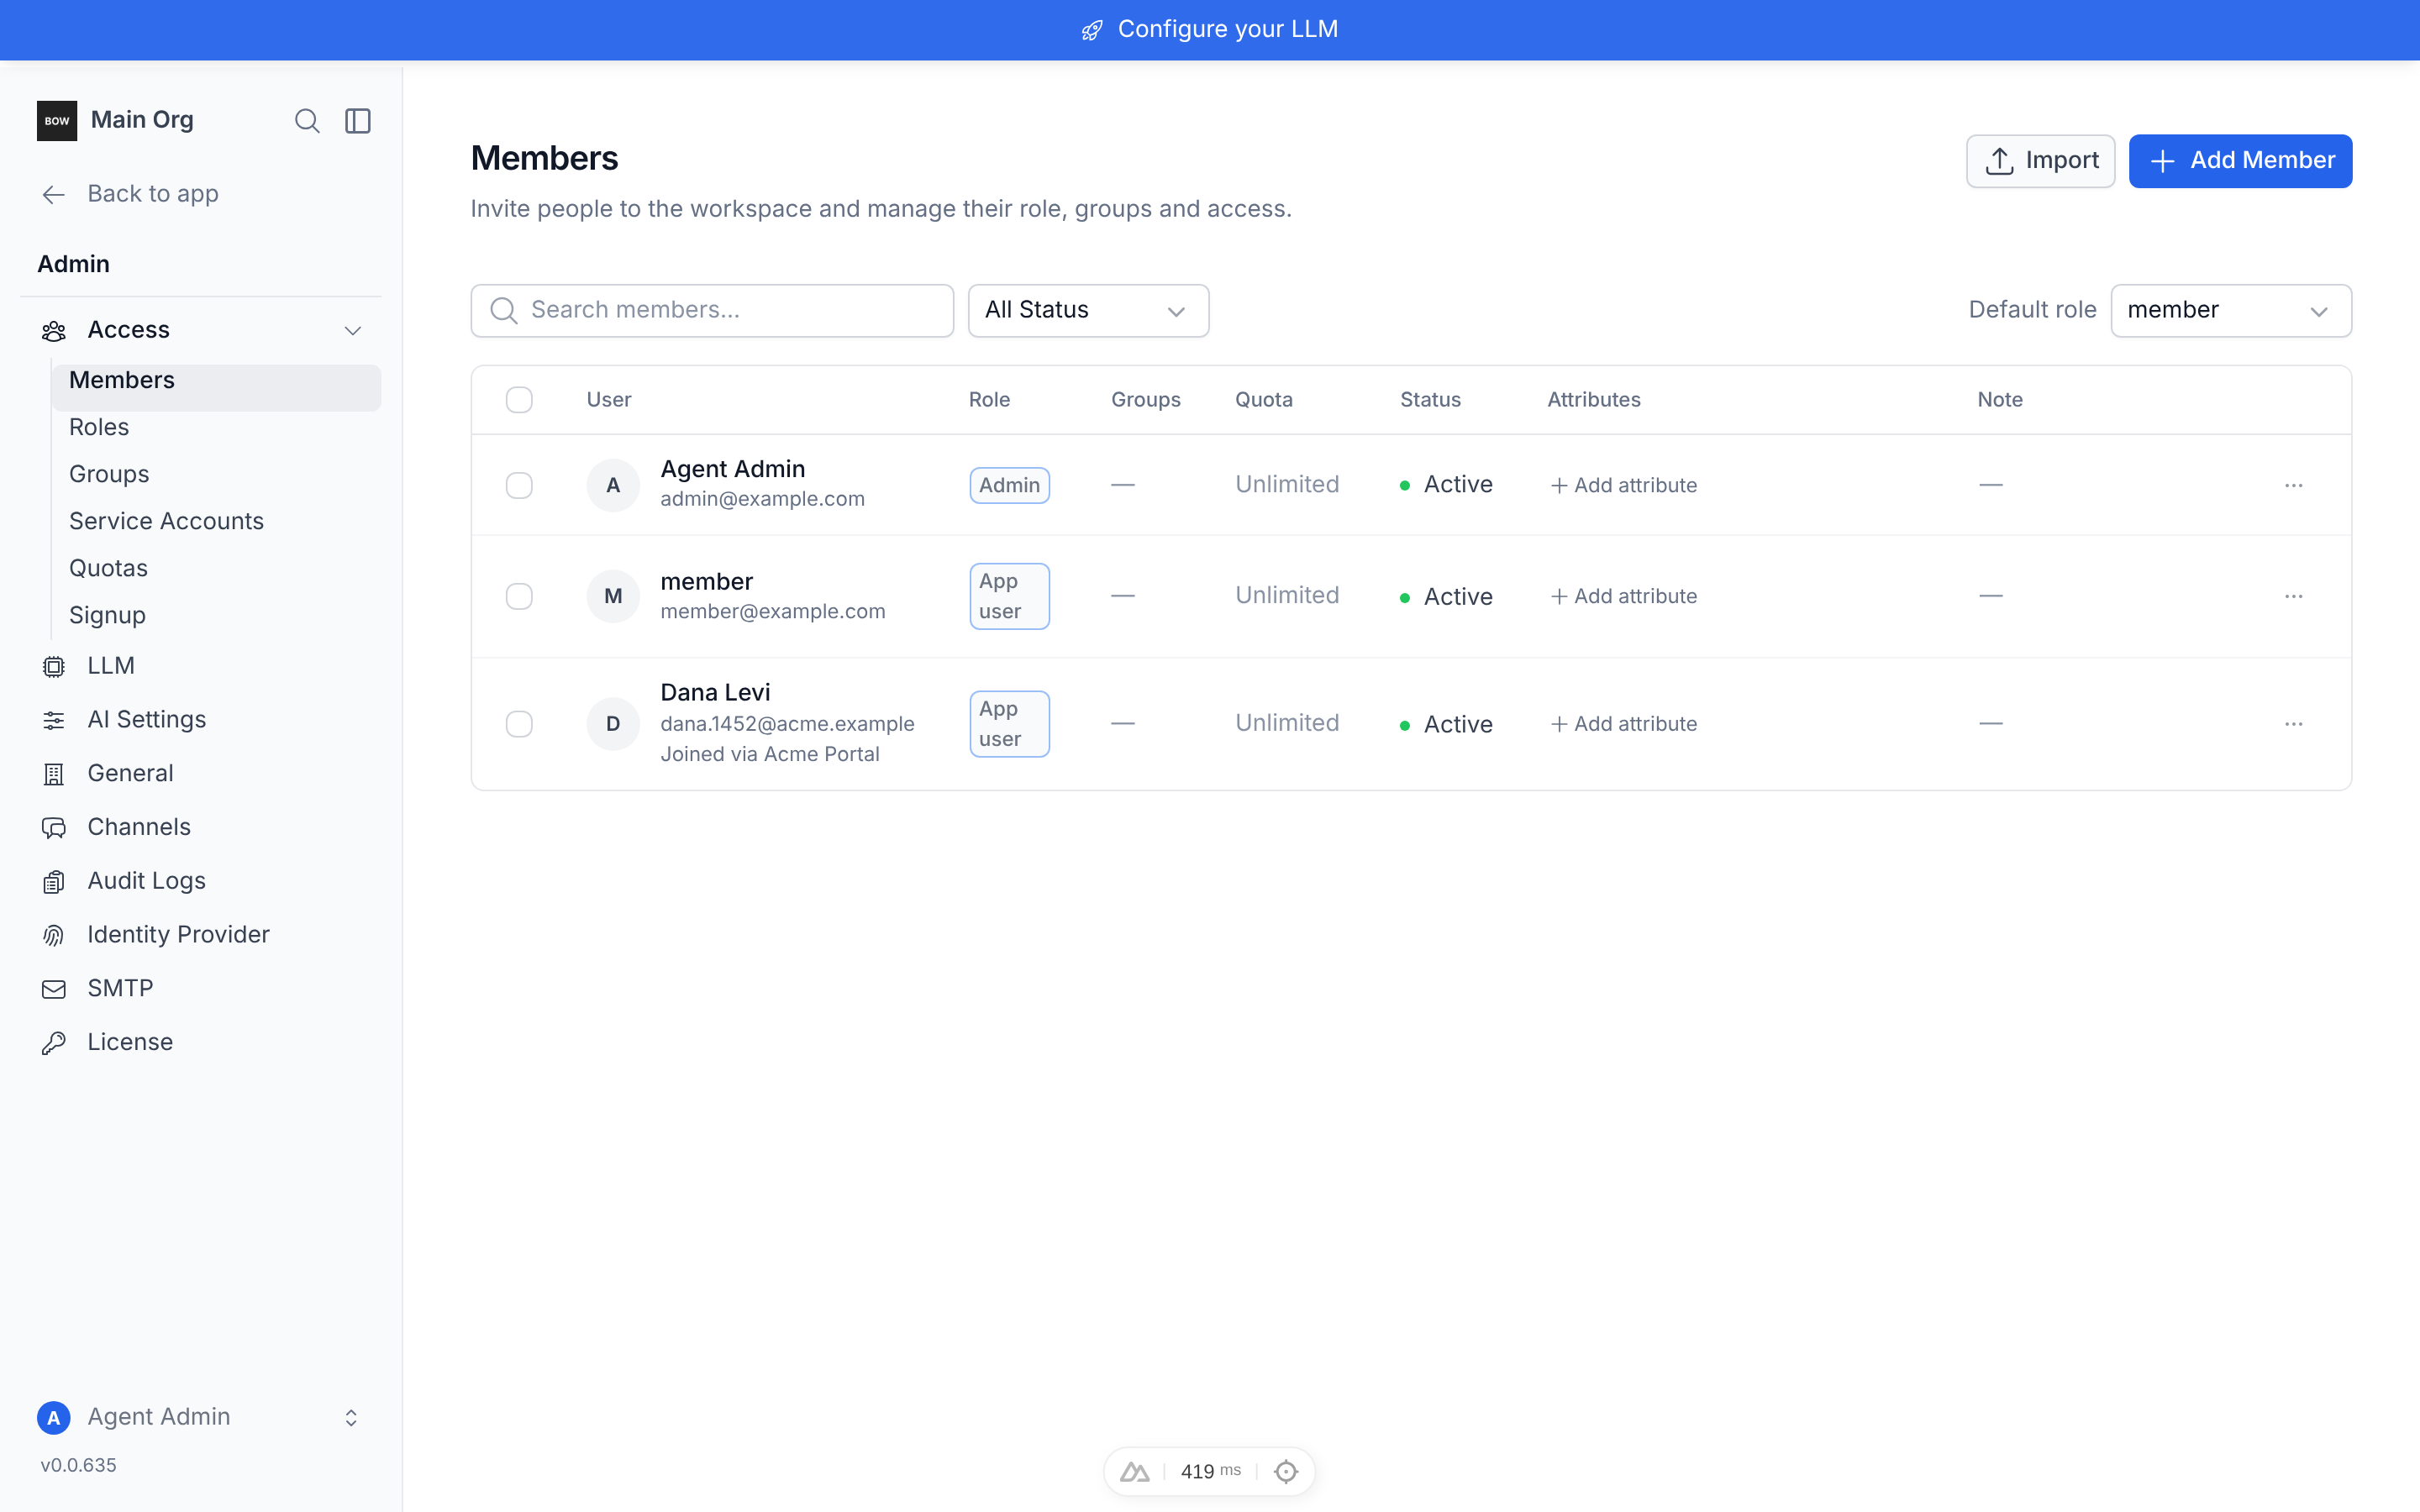 Configure your LLM
BOW Main Org
Back to app
Admin
Access
Members
Roles
Groups
Service Accounts
Quotas
Signup
LLM
AI Settings
General
Channels
Audit Logs
Identity Provider
SMTP
License
A Agent Admin
v0.0.635
Members
Invite people to the workspace and manage their role, groups and access.
Import
Add Member
Search members...
All Status
Default role
member
User Role Groups Quota Status Attributes Note
A Agent Admin
admin@example.com
Admin — Unlimited Active + Add attribute — ...
M member
member@example.com
App
user
— Unlimited Active + Add attribute — ...
D Dana Levi
dana.1452@acme.example
Joined via Acme Portal
App
user
— Unlimited Active + Add attribute — ...
419 ms